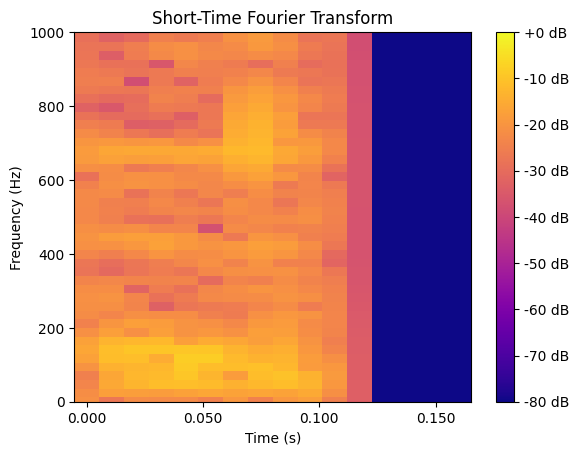 Short-Time Fourier Transform
1000
800
600
400
200
0
Frequency (Hz)
0.000
0.050
0.100
0.150
Time (s)
+0 dB
-10 dB
-20 dB
-30 dB
-40 dB
-50 dB
-60 dB
-70 dB
-80 dB